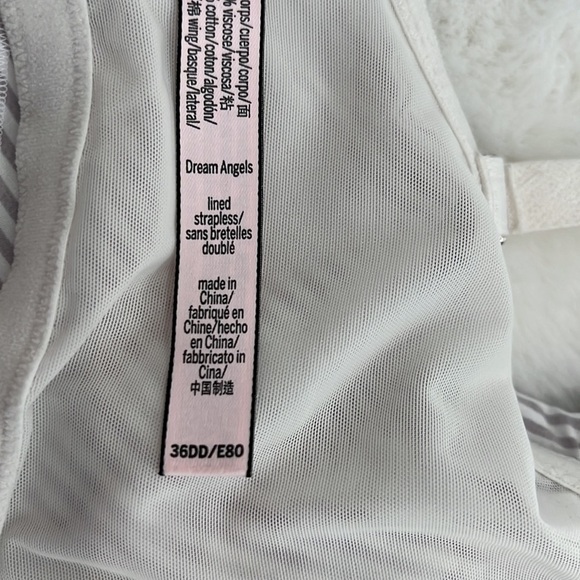 corps/cuerpo/corpo/面
% viscose/viscosa/粘
cotton/coton/algodón/
棉 wing/basque/lateral/
Dream Angels
lined
strapless/
sans bretelles
doublé
made in
China/
fabriqué en
Chine/hecho
en China/
fabbricato in
Cina/
中国制造
36DD/E80